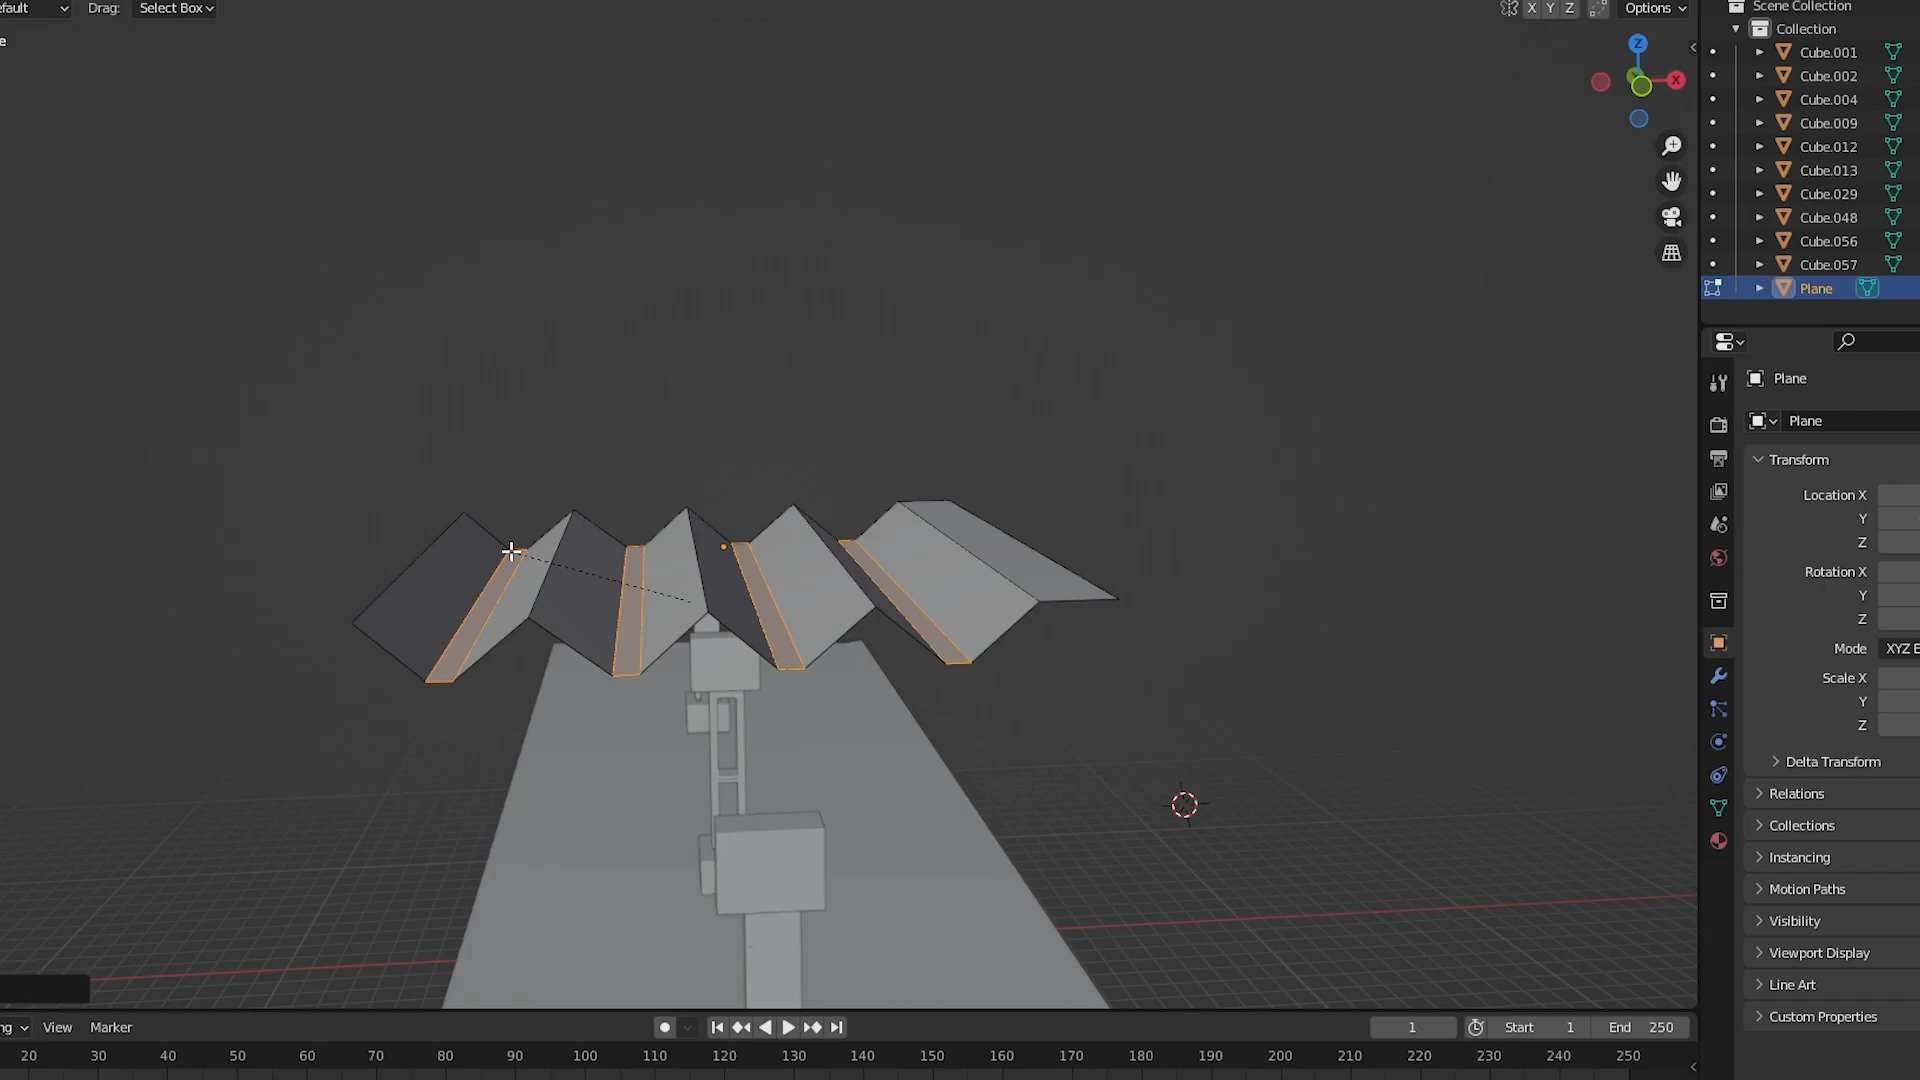 efault
Drag:
Select Box
X Y Z
Options
e
Z
X
Scene Collection
Collection
Cube.001
Cube.002
Cube.004
Cube.009
Cube.012
Cube.013
Cube.029
Cube.048
Cube.056
Cube.057
Plane
Plane
Plane
Transform
Location X
Y
Z
Rotation X
Y
Z
Mode XYZ E
Scale X
Y
Z
Delta Transform
Relations
Collections
Instancing
Motion Paths
Visibility
Viewport Display
Line Art
Custom Properties
ng View Marker
1 Start 1 End 250
20 30 40 50 60 70 80 90 100 110 120 130 140 150 160 170 180 190 200 210 220 230 240 250